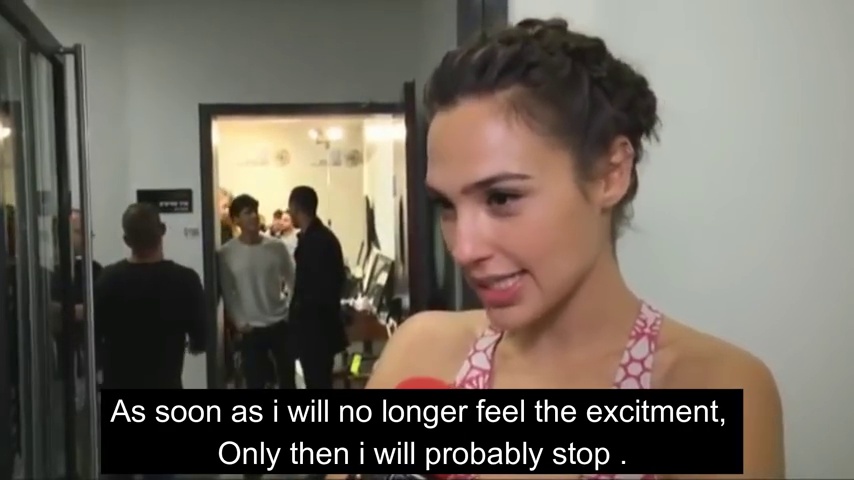 As soon as i will no longer feel the excitment,
Only then i will probably stop .